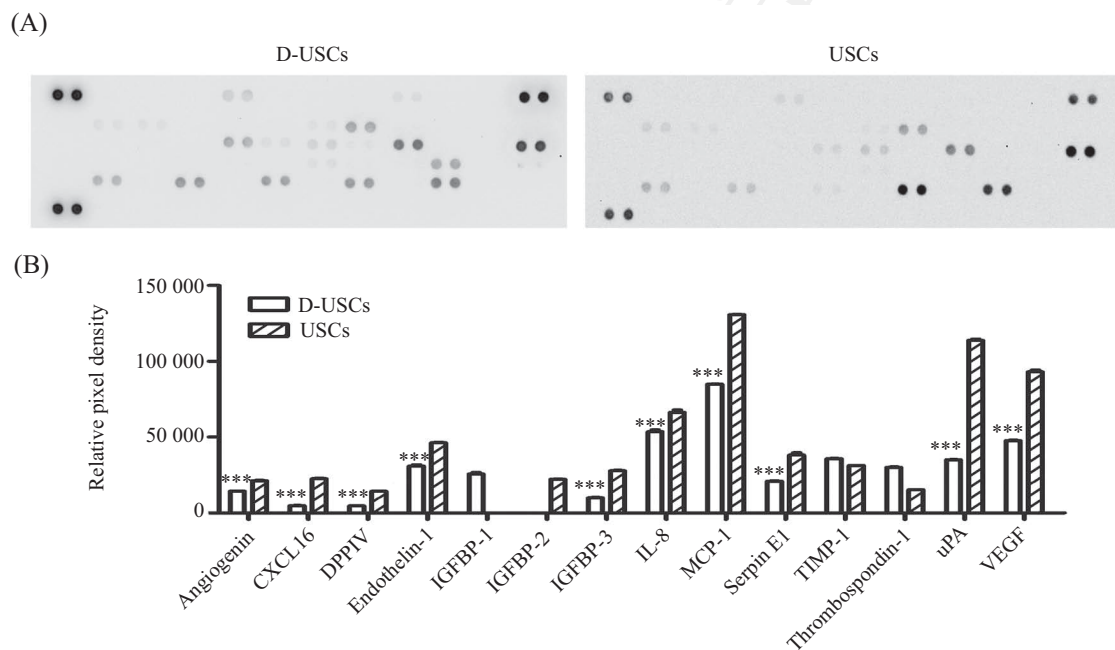 (A)
D-USCs
USCs
(B)
150 000
100 000
50 000
0
Relative pixel density
D-USCs
USCs
***
***
***
***
***
***
***
***
***
***
Angiogenin
CXCL16
DPPIV
Endothelin-1
IGFBP-1
IGFBP-2
IGFBP-3
IL-8
MCP-1
Serpin E1
TIMP-1
Thrombospondin-1
uPA
VEGF